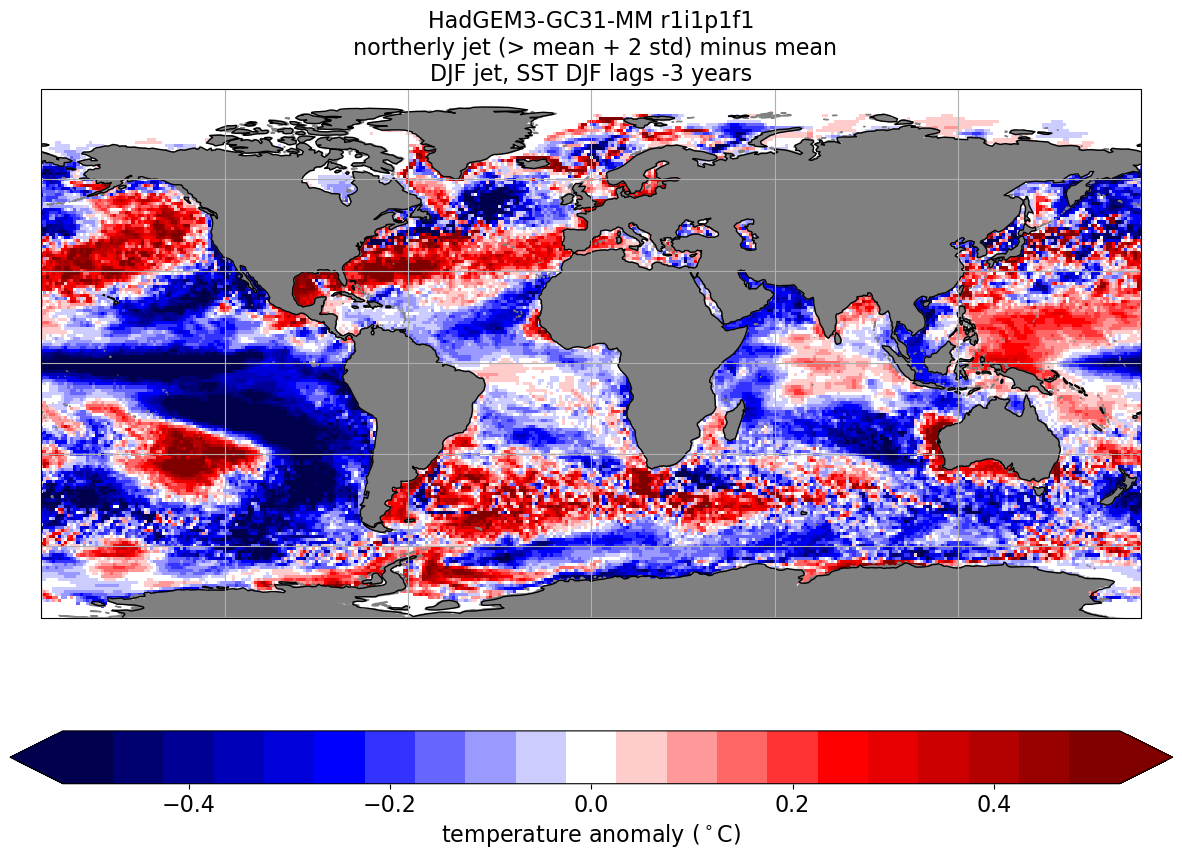 HadGEM3-GC31-MM r1i1p1f1
northerly jet (> mean + 2 std) minus mean
DJF jet, SST DJF lags -3 years
−0.4 −0.2 0.0 0.2 0.4
temperature anomaly (°C)